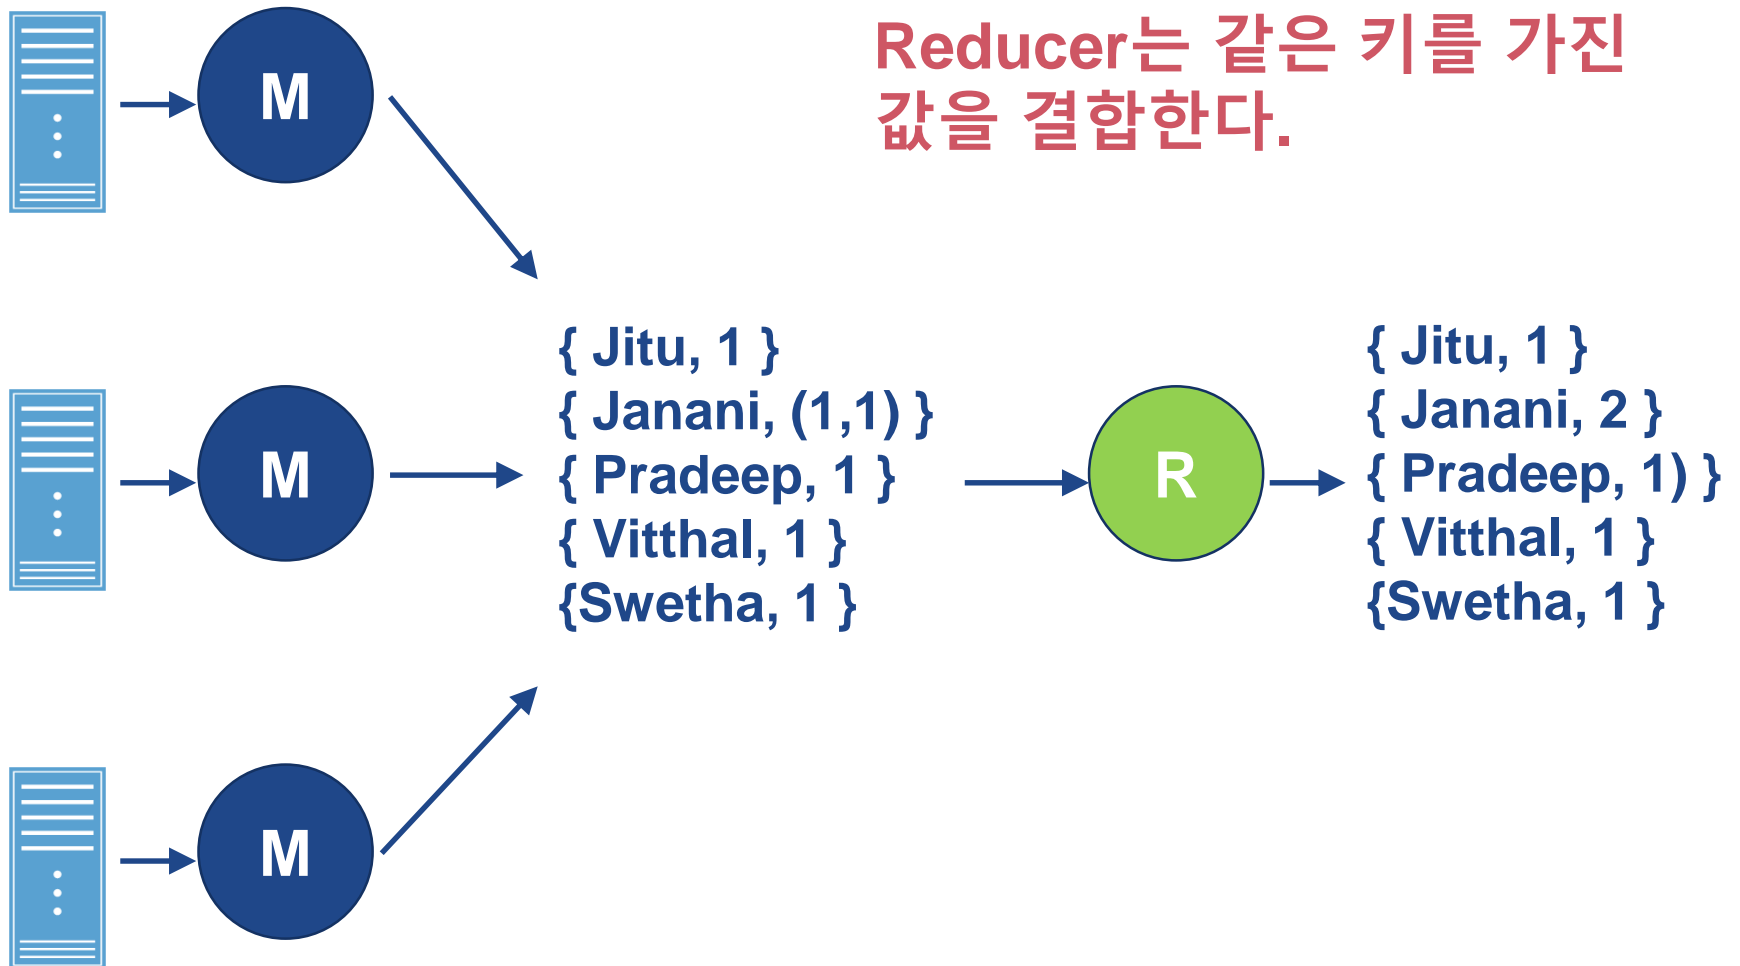 Reducer는 같은 키를 가진
값을 결합한다.
M
M
M
{ Jitu, 1 }
{ Janani, (1,1) }
{ Pradeep, 1 }
{ Vitthal, 1 }
{Swetha, 1 }
R
{ Jitu, 1 }
{ Janani, 2 }
{ Pradeep, 1) }
{ Vitthal, 1 }
{Swetha, 1 }